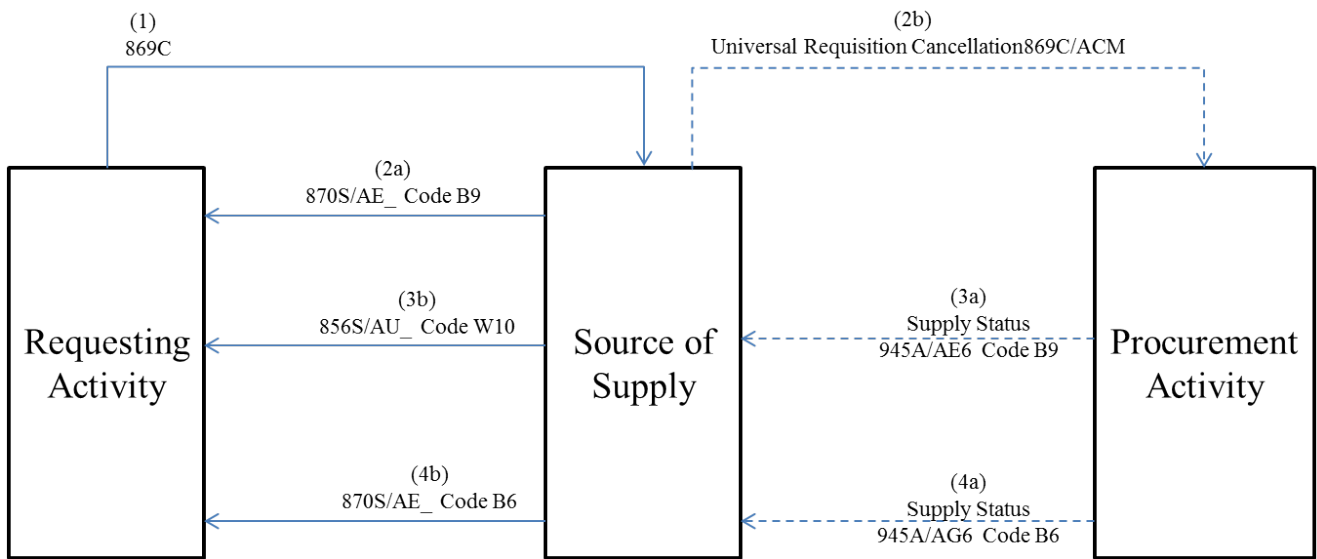 (1)
869C
(2b)
Universal Requisition Cancellation869C/ACM
(2a)
870S/AE_ Code B9
(3b)
856S/AU_ Code W10
(3a)
Supply Status
945A/AE6 Code B9
Requesting
Activity
Source of
Supply
Procurement
Activity
(4b)
870S/AE_ Code B6
(4a)
Supply Status
945A/AG6 Code B6